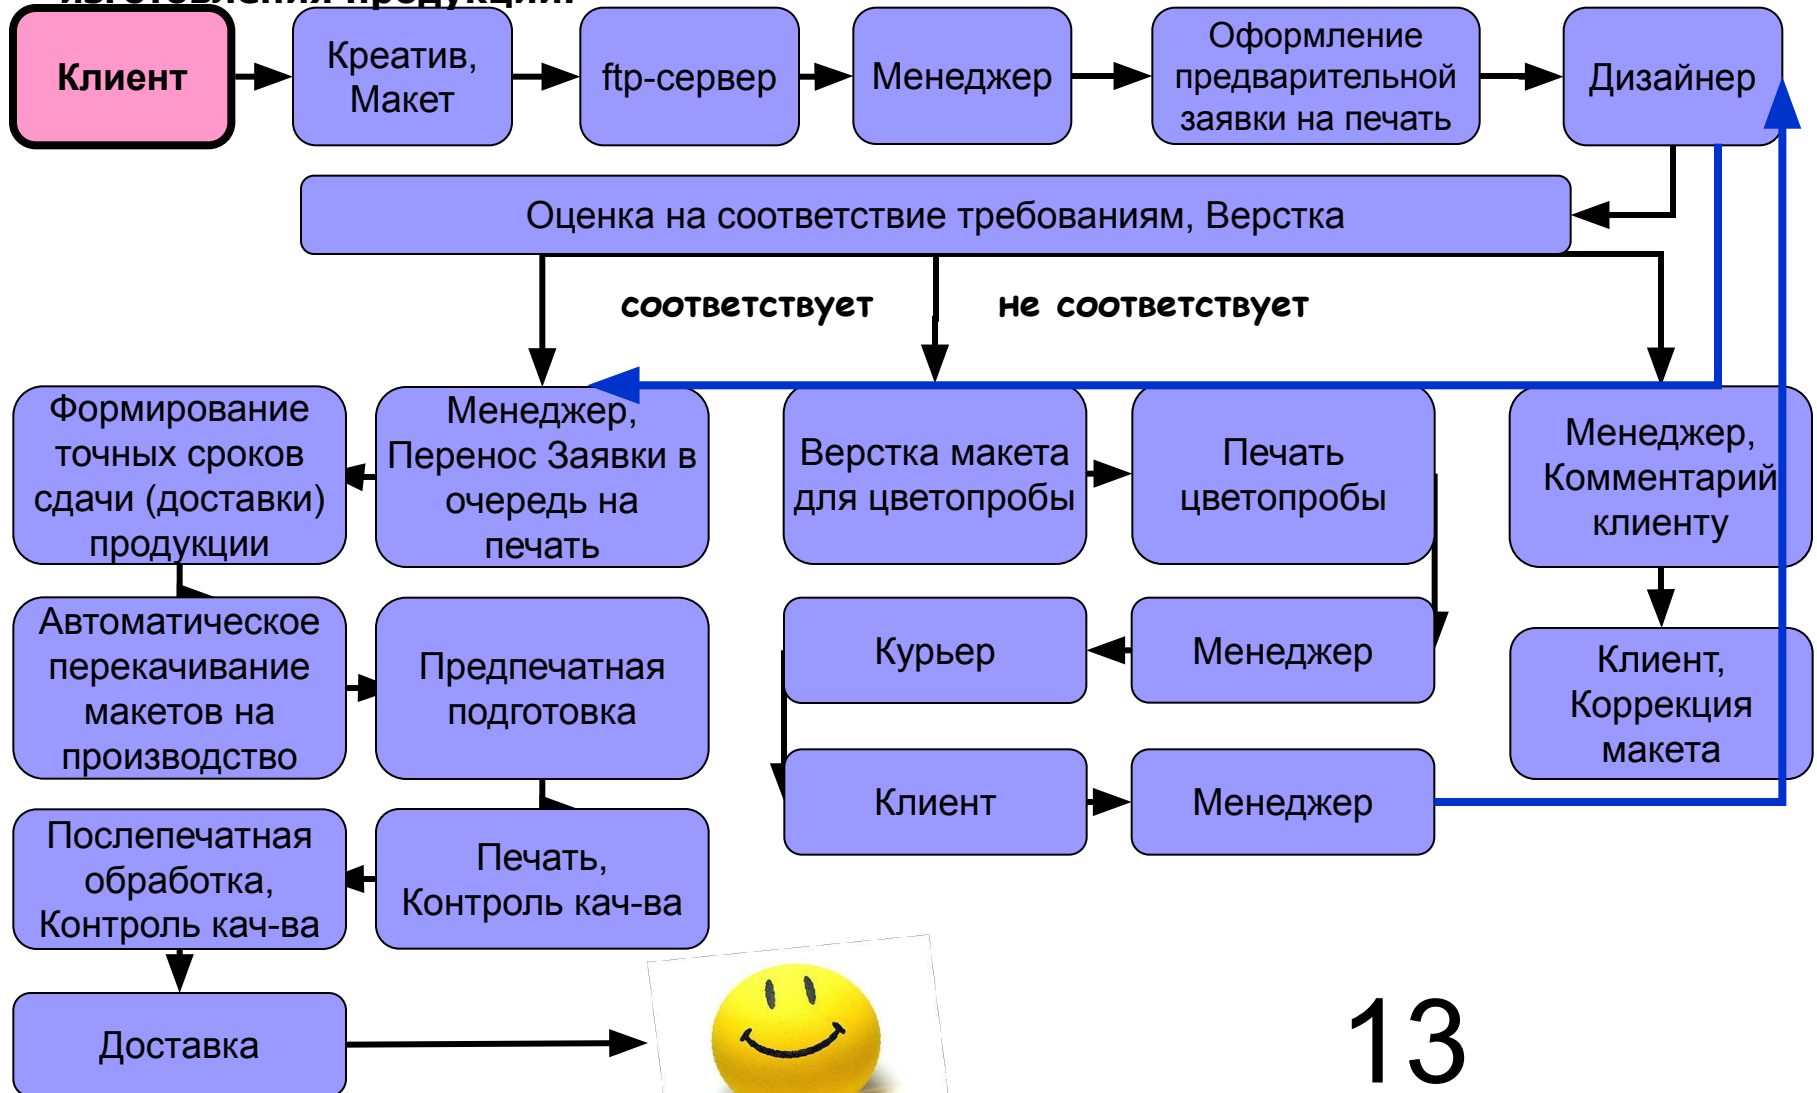 изготовления продукции.
Клиент
Креатив,
Макет
ftp-сервер
Менеджер
Оформление
предварительной
заявки на печать
Дизайнер
Оценка на соответствие требованиям, Верстка
соответствует
не соответствует
Формирование
точных сроков
сдачи (доставки)
продукции
Менеджер,
Перенос Заявки в
очередь на
печать
Верстка макета
для цветопробы
Печать
цветопробы
Менеджер,
Комментарий
клиенту
Автоматическое
перекачивание
макетов на
производство
Предпечатная
подготовка
Курьер
Менеджер
Клиент,
Коррекция
макета
Клиент
Менеджер
Послепечатная
обработка,
Контроль кач-ва
Печать,
Контроль кач-ва
Доставка
13